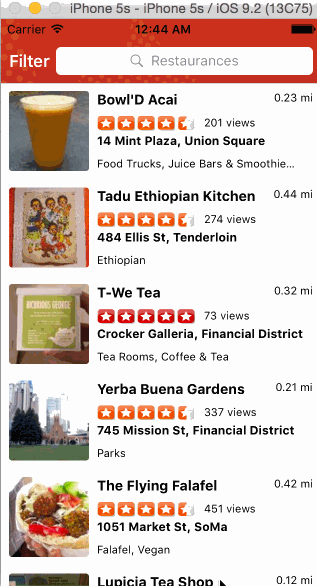 iPhone 5s - iPhone 5s / iOS 9.2 (13C75)
Carrier 12:44 AM
Filter Restaurances
Bowl'D Acai 0.23 mi
201 views
14 Mint Plaza, Union Square
Food Trucks, Juice Bars & Smoothie...
Tadu Ethiopian Kitchen 0.44 mi
274 views
484 Ellis St, Tenderloin
Ethiopian
T-We Tea 0.32 mi
73 views
Crocker Galleria, Financial District
Tea Rooms, Coffee & Tea
Yerba Buena Gardens 0.21 mi
337 views
745 Mission St, Financial District
Parks
The Flying Falafel 0.42 mi
451 views
1051 Market St, SoMa
Falafel, Vegan
Lupicia Tea Shop 0.12 mi